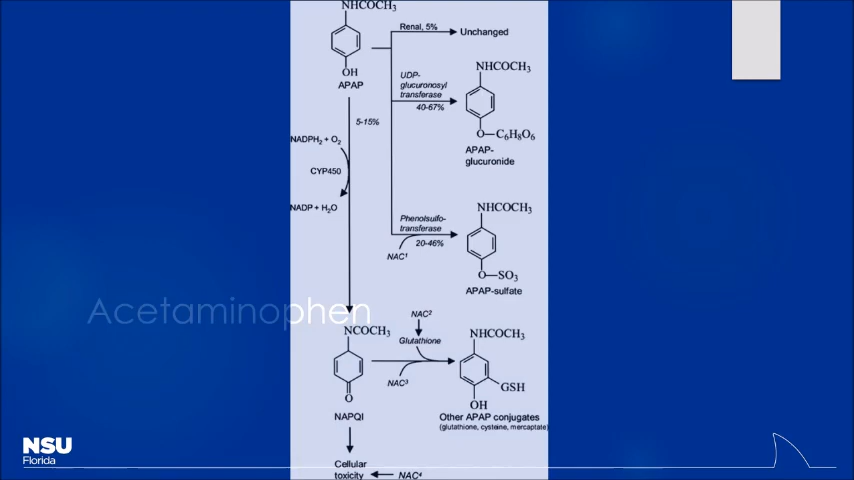 NHCOCH3
OH
APAP
Renal, 5%
Unchanged
UDP-
glucuronosyl
transferase
40-67%
NHCOCH3
O—C6H8O6
APAP-
glucuronide
5-15%
NADPH2 + O2
CYP450
NADP + H2O
Phenolsulfo-
transferase
20-46%
NAC1
NHCOCH3
O—SO3
APAP-sulfate
Acetaminophen
NCOCH3
O
NAPQI
NAC2
Glutathione
NAC3
NHCOCH3
GSH
OH
Other APAP conjugates
(glutathione, cysteine, mercaptate)
Cellular
toxicity
NAC4
NSU
Florida